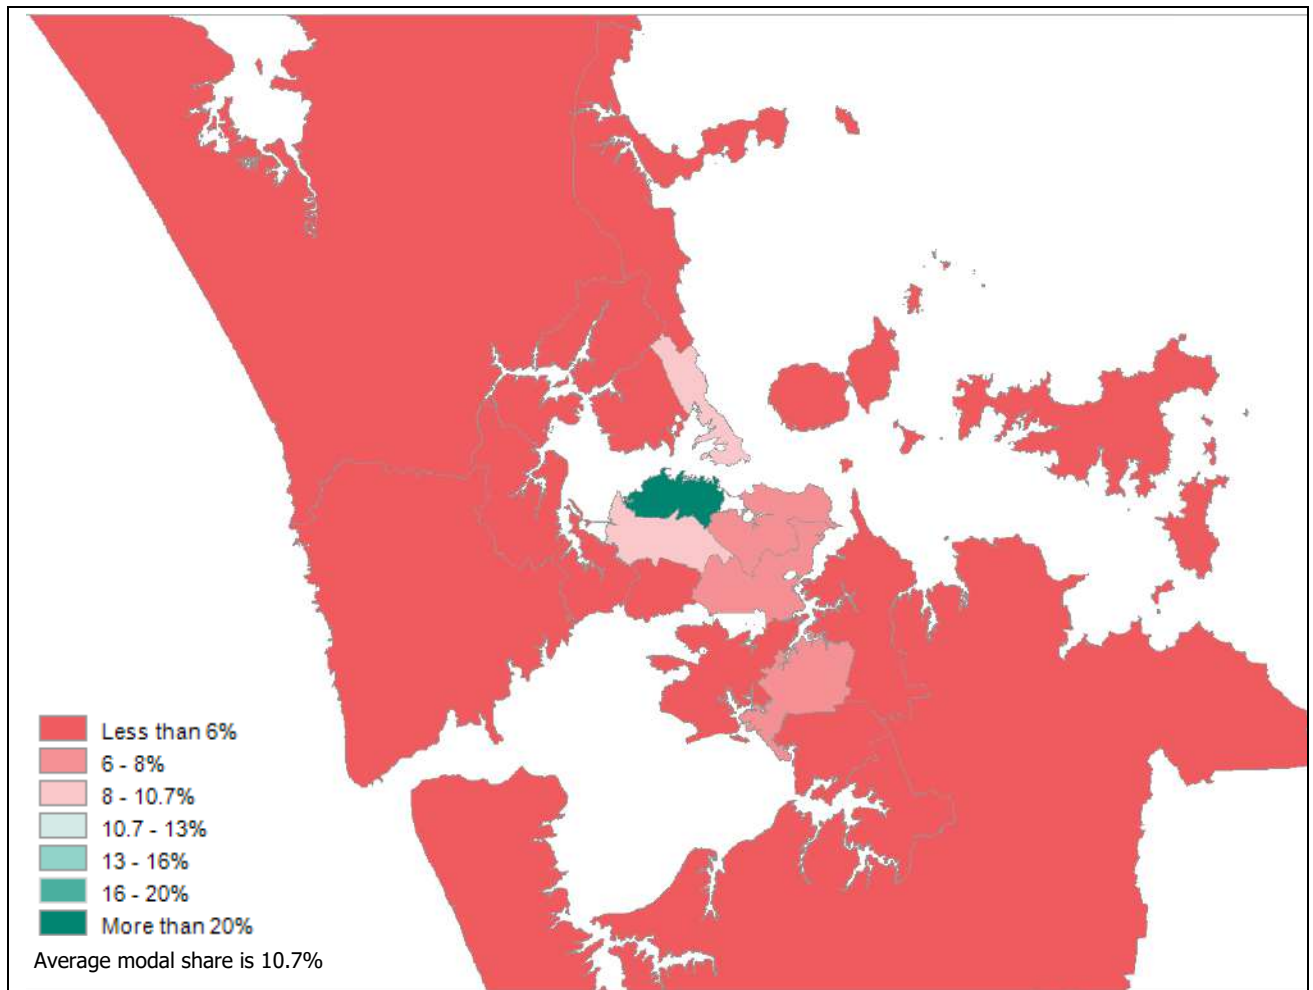 Less than 6%
6 - 8%
8 - 10.7%
10.7 - 13%
13 - 16%
16 - 20%
More than 20%
Average modal share is 10.7%